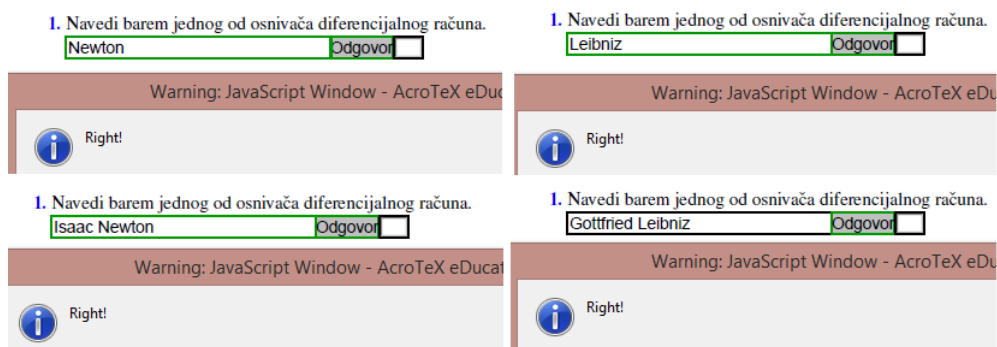 1. Navedi barem jednog od osnivača diferencijalnog računa.
Newton Odgovor
Warning: JavaScript Window - AcroTeX eDuc
Right!
1. Navedi barem jednog od osnivača diferencijalnog računa.
Leibniz Odgovor
Warning: JavaScript Window - AcroTeX eDu
Right!
1. Navedi barem jednog od osnivača diferencijalnog računa.
Isaac Newton Odgovor
Warning: JavaScript Window - AcroTeX eDucat
Right!
1. Navedi barem jednog od osnivača diferencijalnog računa.
Gottfried Leibniz Odgovor
Warning: JavaScript Window - AcroTeX eDu
Right!